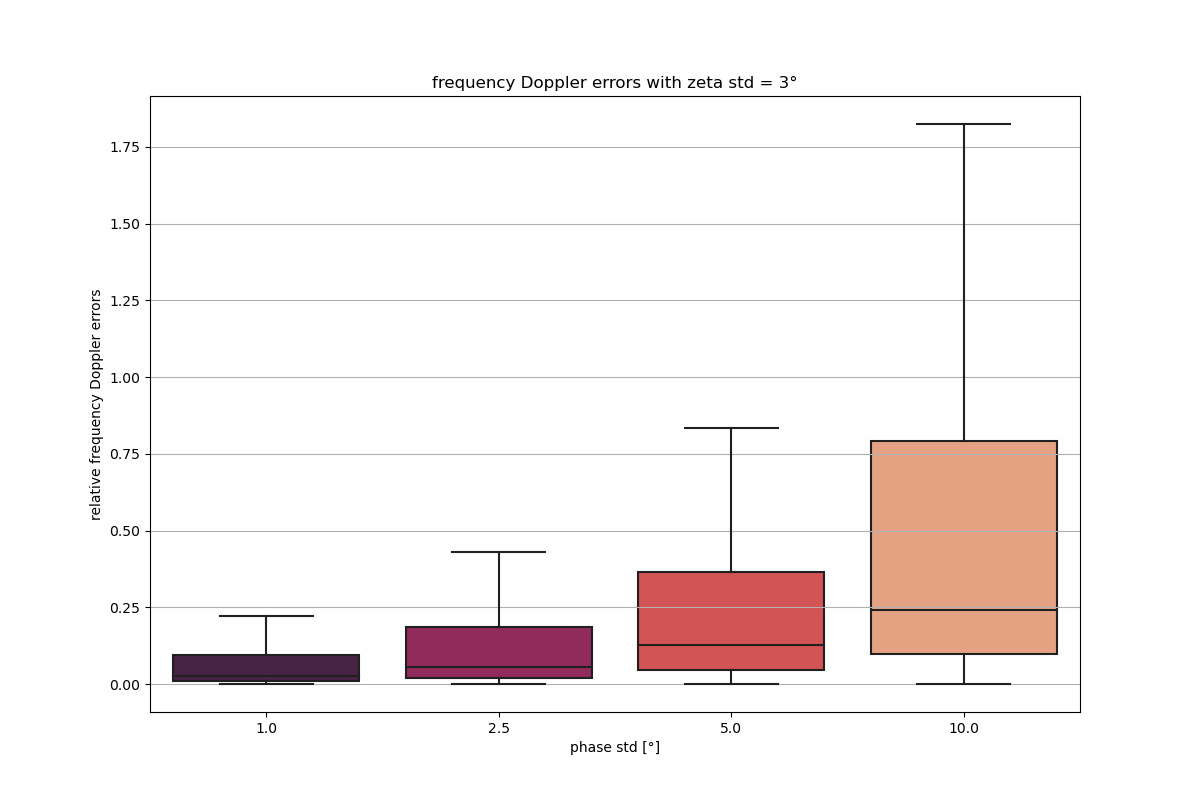 frequency Doppler errors with zeta std = 3°
relative frequency Doppler errors
1.75
1.50
1.25
1.00
0.75
0.50
0.25
0.00
1.0 2.5 5.0 10.0
phase std [°]